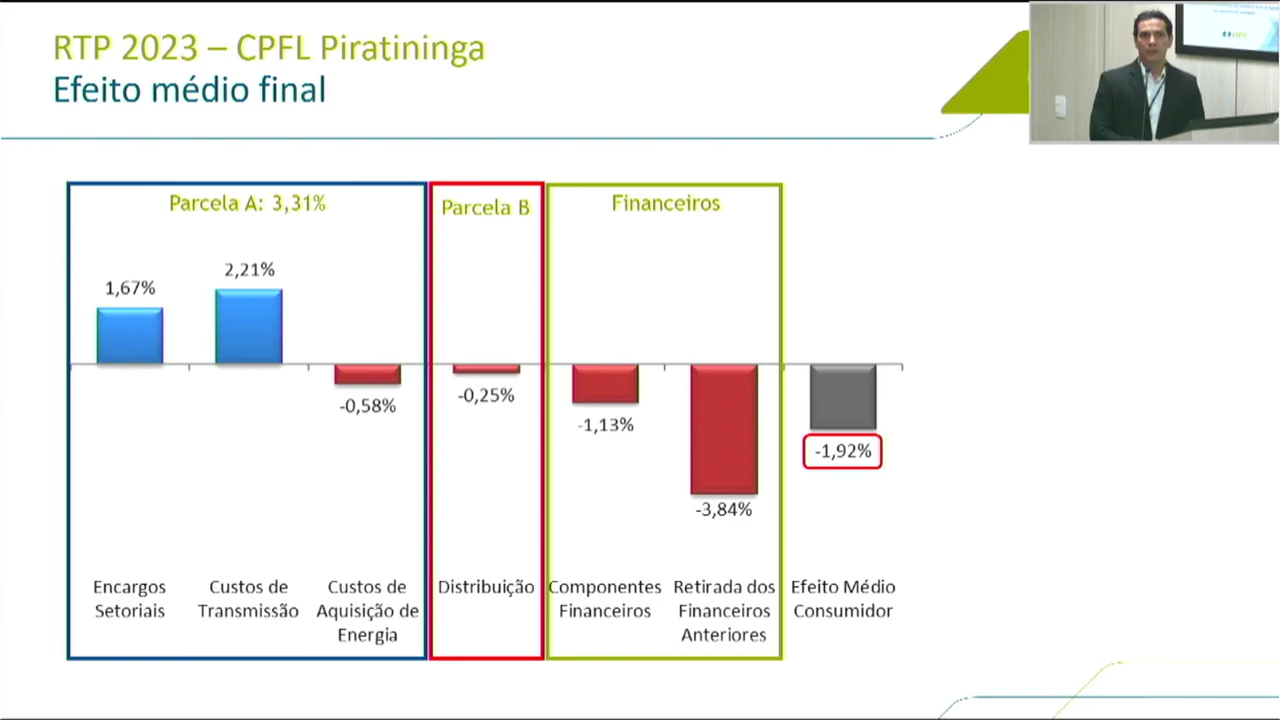 RTP 2023 – CPFL Piratininga
Efeito médio final
Parcela A: 3,31%
Parcela B
Financeiros
1,67%
2,21%
-0,58%
-0,25%
-1,13%
-3,84%
-1,92%
Encargos
Setoriais
Custos de
Transmissão
Custos de
Aquisição de
Energia
Distribuição
Componentes
Financeiros
Retirada dos
Financeiros
Anteriores
Efeito Médio
Consumidor